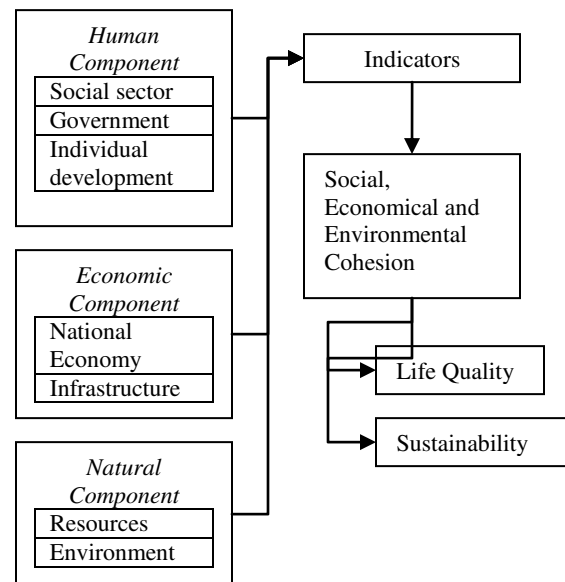 Human
Component
Social sector
Government
Individual
development
Economic
Component
National
Economy
Infrastructure
Natural
Component
Resources
Environment
Indicators
Social,
Economical and
Environmental
Cohesion
Life Quality
Sustainability